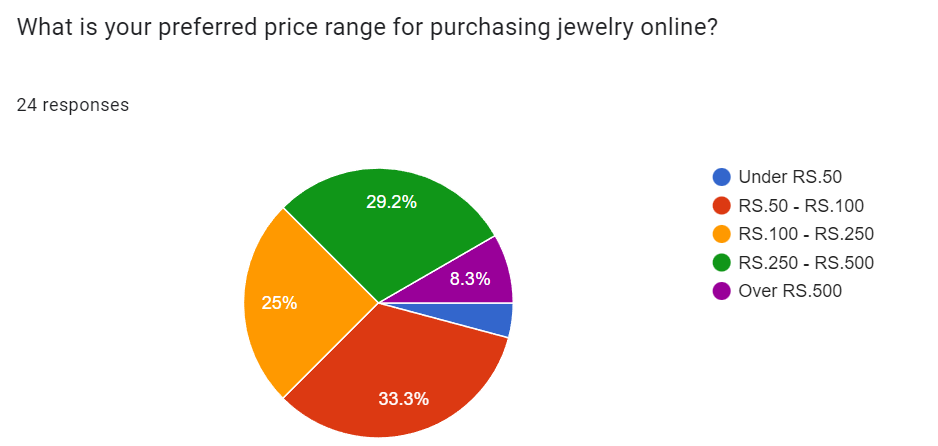 What is your preferred price range for purchasing jewelry online?
24 responses
29.2%
8.3%
25%
33.3%
Under RS.50
RS.50 - RS.100
RS.100 - RS.250
RS.250 - RS.500
Over RS.500